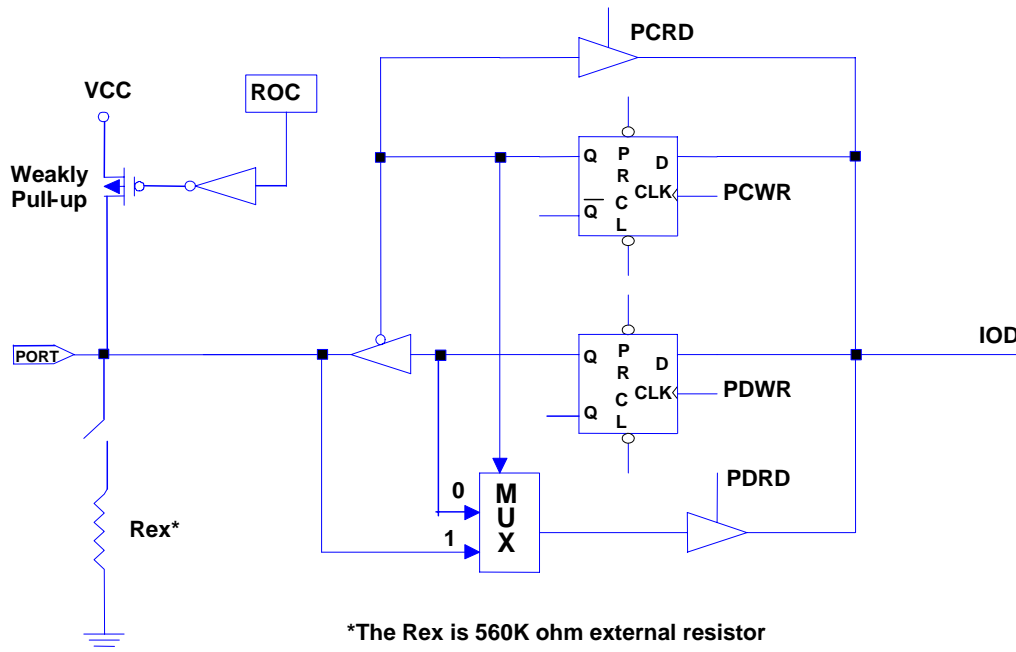 PCRD
VCC
ROC
Weakly
Pull-up
Q
P
R
D
CLK
C
L
Q
PCWR
PORT
IOD
Q
P
R
D
CLK
C
L
Q
PDWR
0
1
MUX
PDRD
Rex*
*The Rex is 560K ohm external resistor